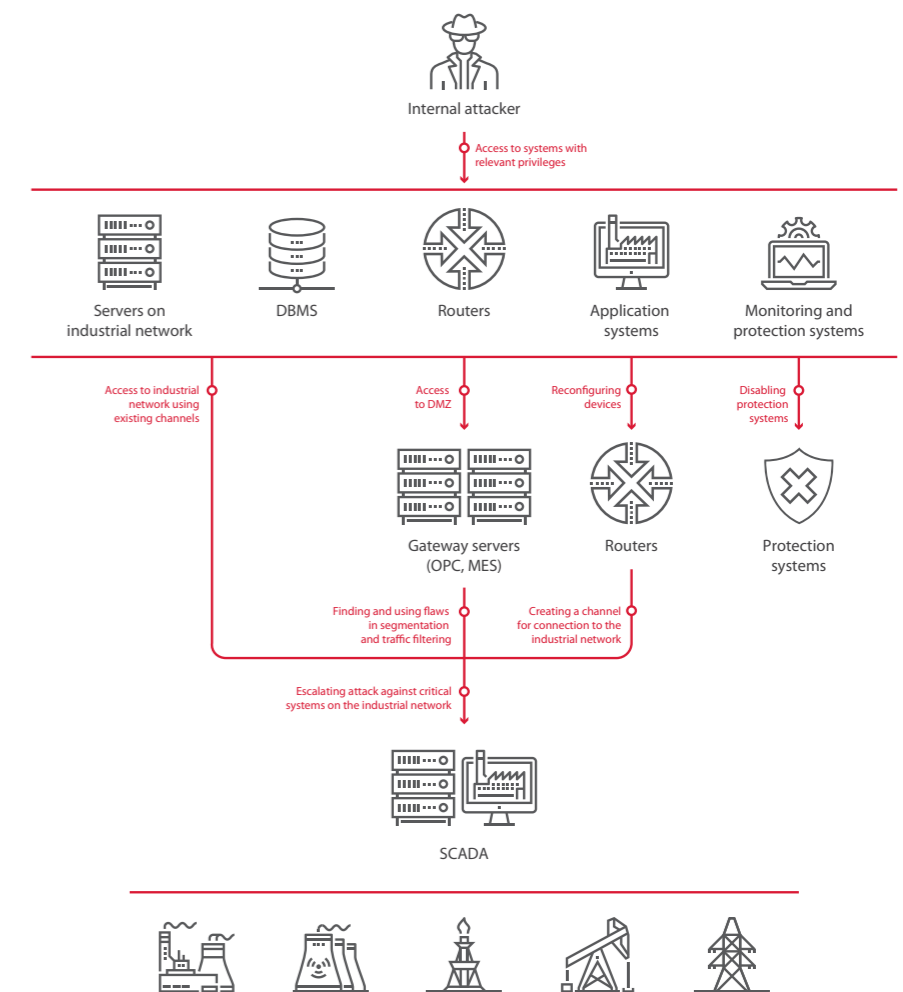 Internal attacker
Access to systems with
relevant privileges
Servers on
industrial network
DBMS
Routers
Application
systems
Monitoring and
protection systems
Access to industrial
network using
existing channels
Access
to DMZ
Reconfiguring
devices
Disabling
protection
systems
Gateway servers
(OPC, MES)
Routers
Protection
systems
Finding and using flaws
in segmentation
and traffic filtering
Creating a channel
for connection to the
industrial network
Escalating attack against critical
systems on the industrial network
SCADA